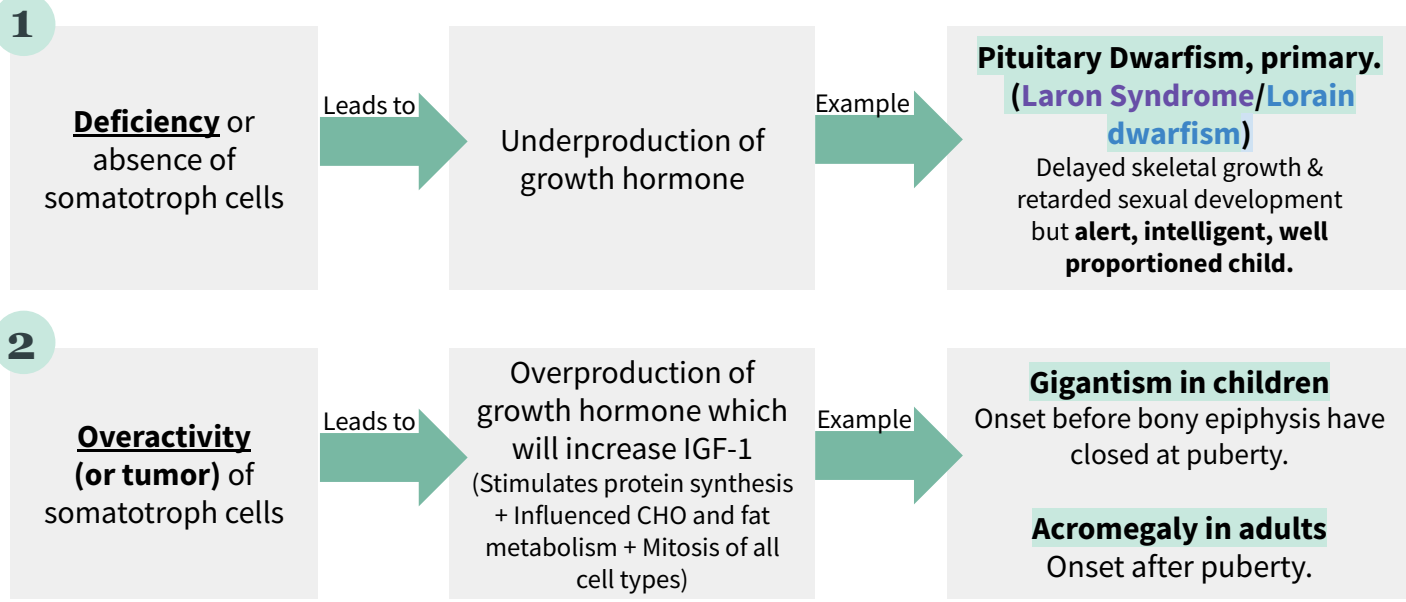 1
Deficiency or
absence of
somatotroph cells
Leads to
Underproduction of
growth hormone
Example
Pituitary Dwarfism, primary.
(Laron Syndrome/Lorain
dwarfism)
Delayed skeletal growth &
retarded sexual development
but alert, intelligent, well
proportioned child.
2
Overactivity
(or tumor) of
somatotroph cells
Leads to
Overproduction of
growth hormone which
will increase IGF-1
(Stimulates protein synthesis
+ Influenced CHO and fat
metabolism + Mitosis of all
cell types)
Example
Gigantism in children
Onset before bony epiphysis have
closed at puberty.
Acromegaly in adults
Onset after puberty.